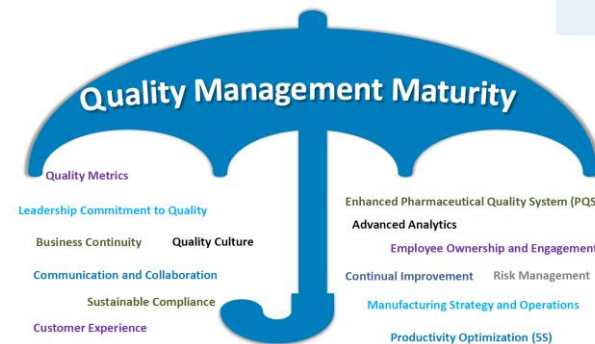 Quality Management Maturity
Quality Metrics
Leadership Commitment to Quality
Business Continuity Quality Culture
Communication and Collaboration
Sustainable Compliance
Customer Experience
Enhanced Pharmaceutical Quality System (PQS
Advanced Analytics
Employee Ownership and Engagement
Continual Improvement Risk Management
Manufacturing Strategy and Operations
Productivity Optimization (5S)